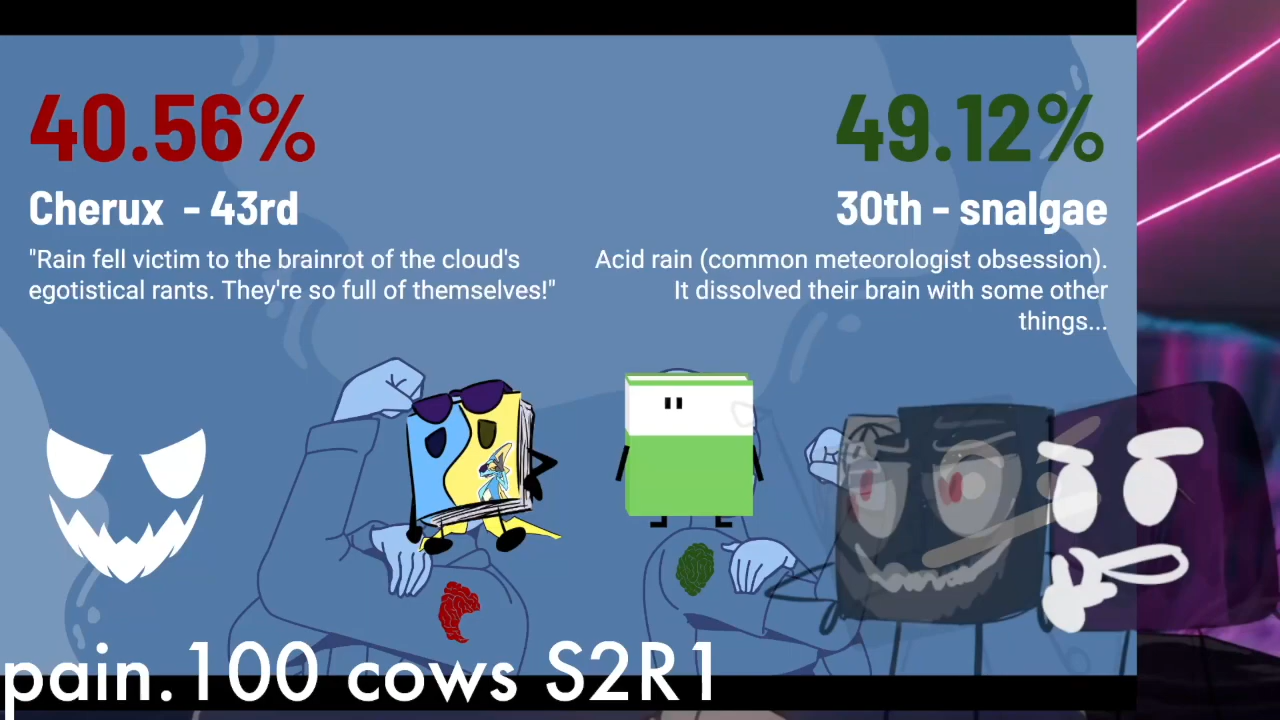 40.56%
Cherux - 43rd
"Rain fell victim to the brainrot of the cloud's
egotistical rants. They're so full of themselves!"
49.12%
30th - snalgae
Acid rain (common meteorologist obsession).
It dissolved their brain with some other
things...
pain.100 cows S2R1